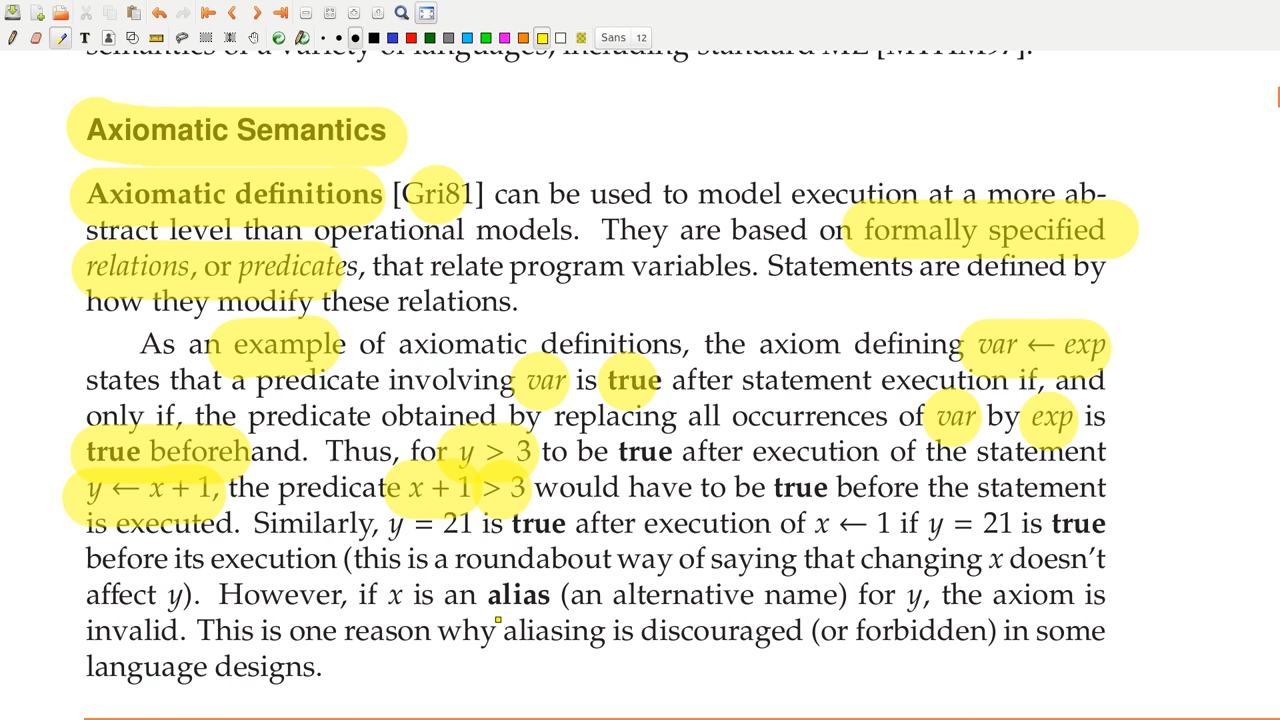 Sans 12
semantics of a variety of languages, including standard ML [MTHM97].
Axiomatic Semantics
Axiomatic definitions [Gri81] can be used to model execution at a more ab-
stract level than operational models. They are based on formally specified
relations, or predicates, that relate program variables. Statements are defined by
how they modify these relations.
As an example of axiomatic definitions, the axiom defining var ← exp
states that a predicate involving var is true after statement execution if, and
only if, the predicate obtained by replacing all occurrences of var by exp is
true beforehand. Thus, for y > 3 to be true after execution of the statement
y ← x + 1, the predicate x + 1 > 3 would have to be true before the statement
is executed. Similarly, y = 21 is true after execution of x ← 1 if y = 21 is true
before its execution (this is a roundabout way of saying that changing x doesn't
affect y). However, if x is an alias (an alternative name) for y, the axiom is
invalid. This is one reason why aliasing is discouraged (or forbidden) in some
language designs.